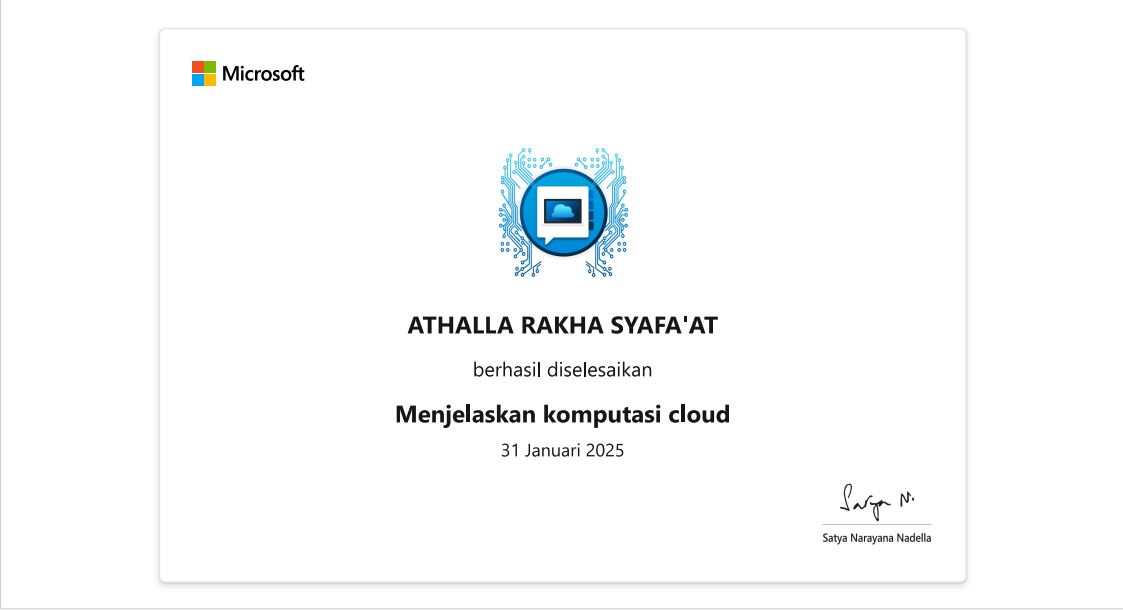 Microsoft
ATHALLA RAKHA SYAFA'AT
berhasil diselesaikan
Menjelaskan komputasi cloud
31 Januari 2025
Satya N.
Satya Narayana Nadella